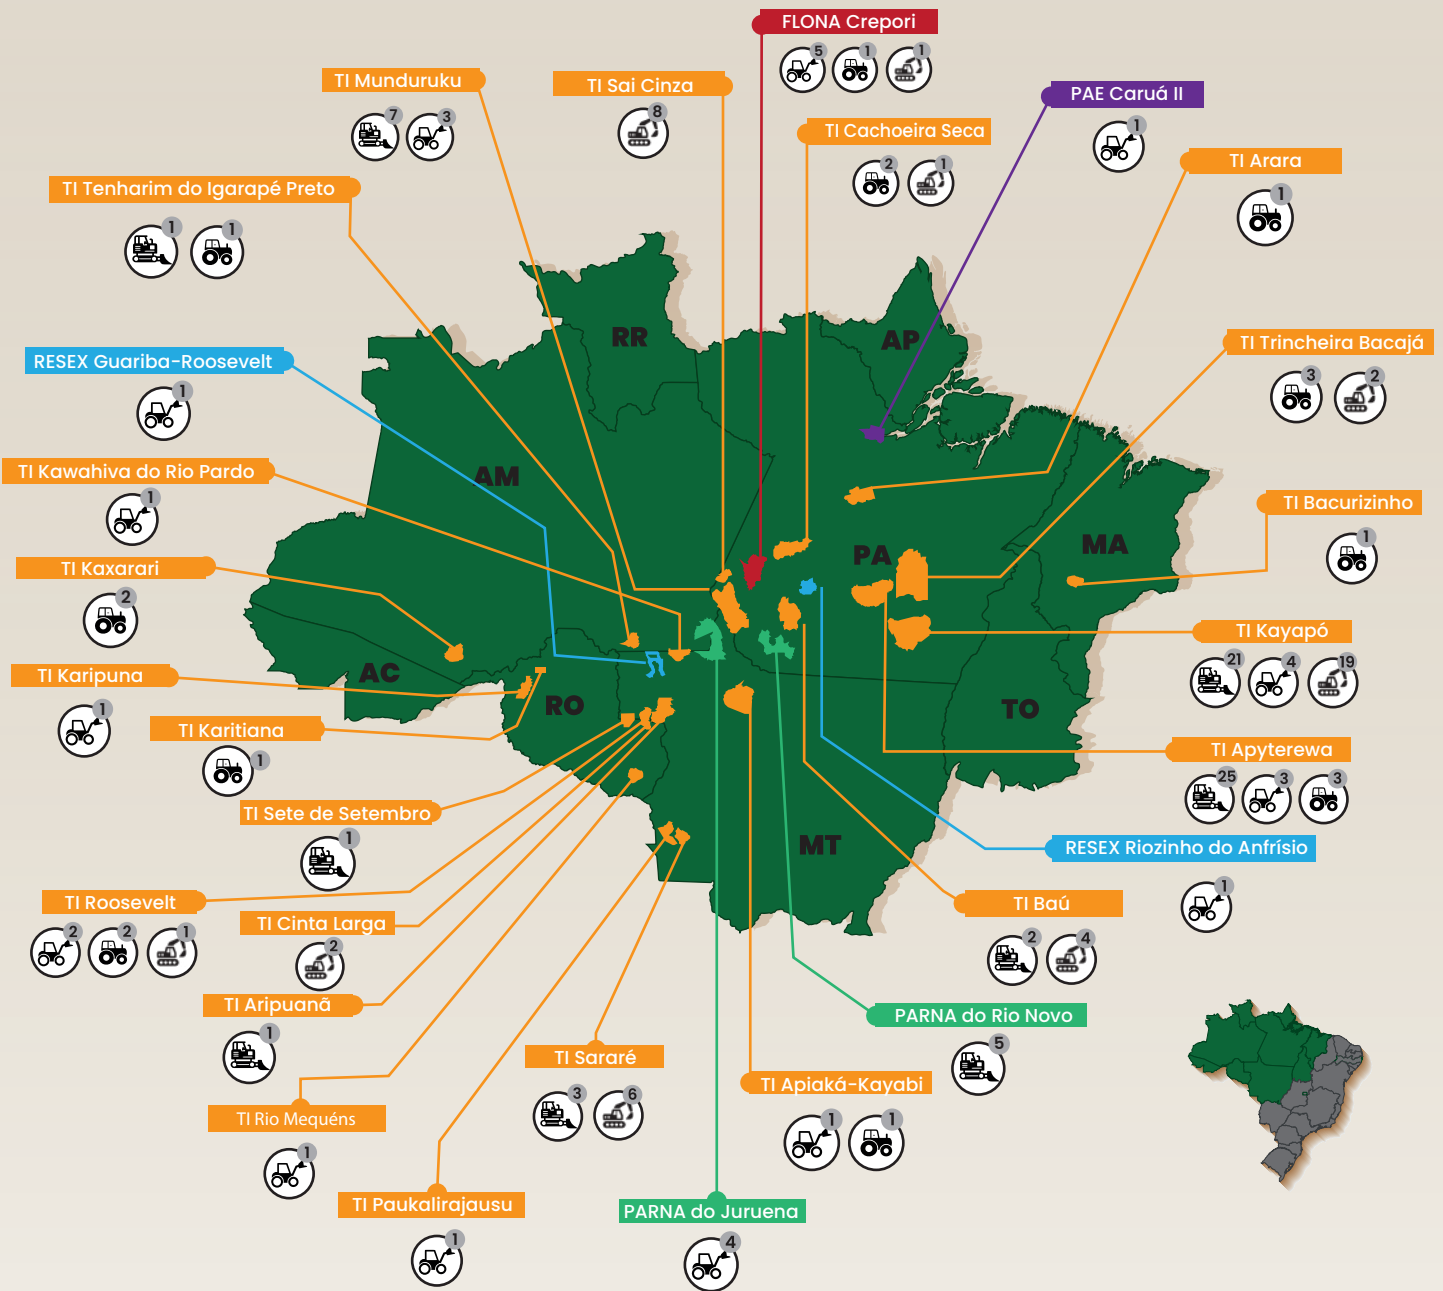 FLONA Crepori
5 1 1
TI Munduruku
7 3
TI Sai Cinza
8
PAE Caruá II
1
TI Cachoeira Seca
2 1
TI Arara
1
TI Tenharim do Igarapé Preto
1 1
RR
AP
TI Trincheira Bacajá
3 2
RESEX Guariba-Roosevelt
1
TI Kawahiva do Rio Pardo
1
AM
TI Bacurizinho
1
PA
MA
TI Kaxarari
2
TI Kayapó
21 4 19
AC
TI Karipuna
1
RO
TO
TI Karitiana
1
TI Apyterewa
25 3 3
TI Sete de Setembro
1
MT
RESEX Riozinho do Anfrísio
1
TI Roosevelt
2 2 1
TI Baú
2 4
TI Cinta Larga
2
TI Aripuanã
1
PARNA do Rio Novo
5
TI Sararé
3 6
TI Apiaká-Kayabi
1 1
TI Rio Mequéns
1
TI Paukalirajausu
1
PARNA do Juruena
4